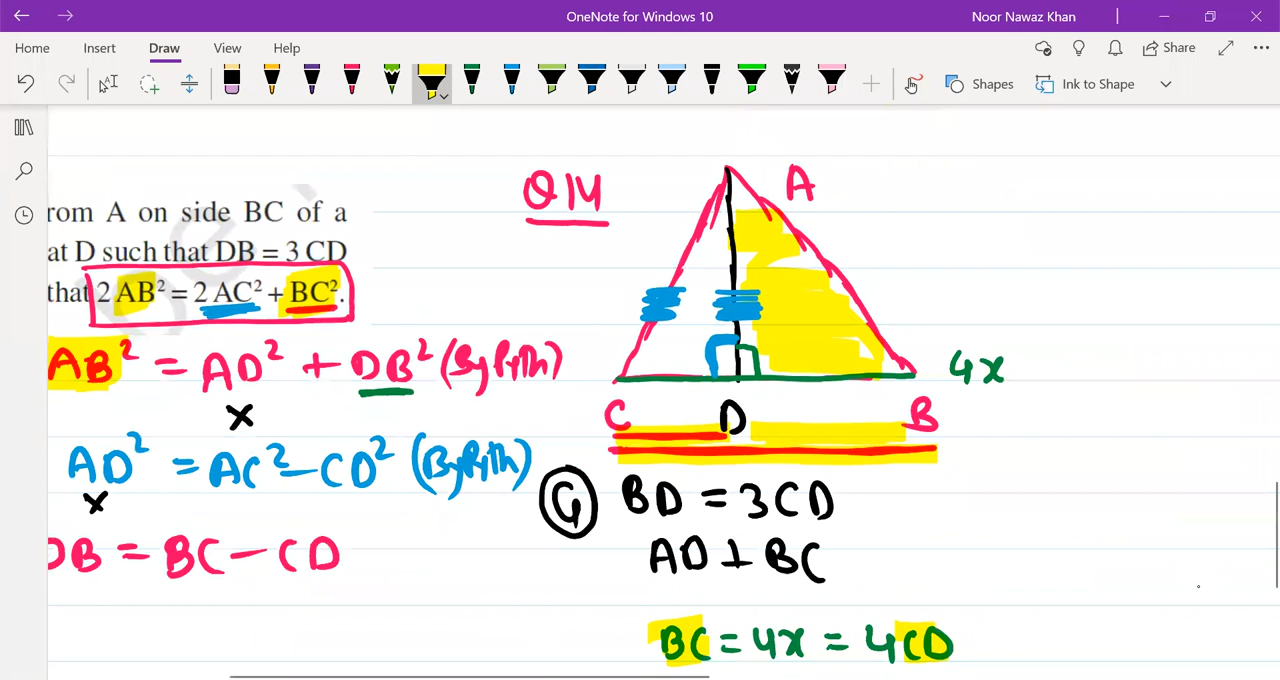 OneNote for Windows 10
Noor Nawaz Khan
Home Insert Draw View Help
Share
Shapes
Ink to Shape
rom A on side BC of a
at D such that DB = 3 CD
that 2 AB² = 2 AC² + BC².
AB² = AD² + DB² (By Pyth)
x
AD² = AC² – CD² (By Pyth)
x
DB = BC – CD
Q14
A
4x
C D B
G BD = 3CD
AD ⊥ BC
BC = 4x = 4CD